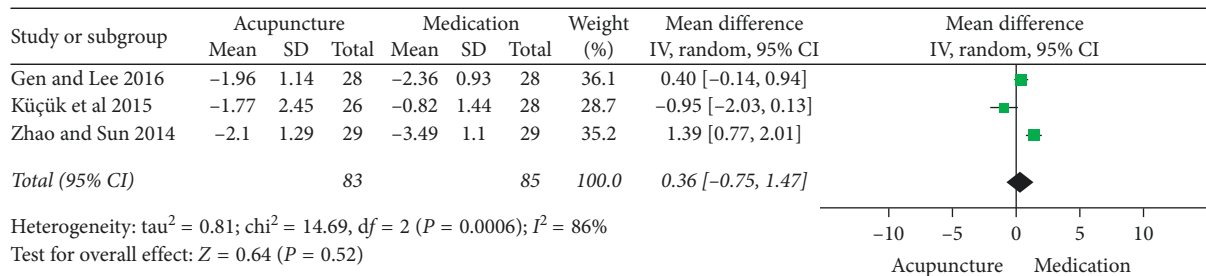 Study or subgroup Acupuncture Medication Weight (%) Mean difference IV, random, 95% CI Mean difference IV, random, 95% CI
Mean SD Total Mean SD Total
Gen and Lee 2016 –1.96 1.14 28 –2.36 0.93 28 36.1 0.40 [–0.14, 0.94]
Küçük et al 2015 –1.77 2.45 26 –0.82 1.44 28 28.7 –0.95 [–2.03, 0.13]
Zhao and Sun 2014 –2.1 1.29 29 –3.49 1.1 29 35.2 1.39 [0.77, 2.01]
Total (95% CI) 83 85 100.0 0.36 [–0.75, 1.47]
Heterogeneity: tau² = 0.81; chi² = 14.69, df = 2 (P = 0.0006); I² = 86%
Test for overall effect: Z = 0.64 (P = 0.52)
–10 –5 0 5 10
Acupuncture Medication